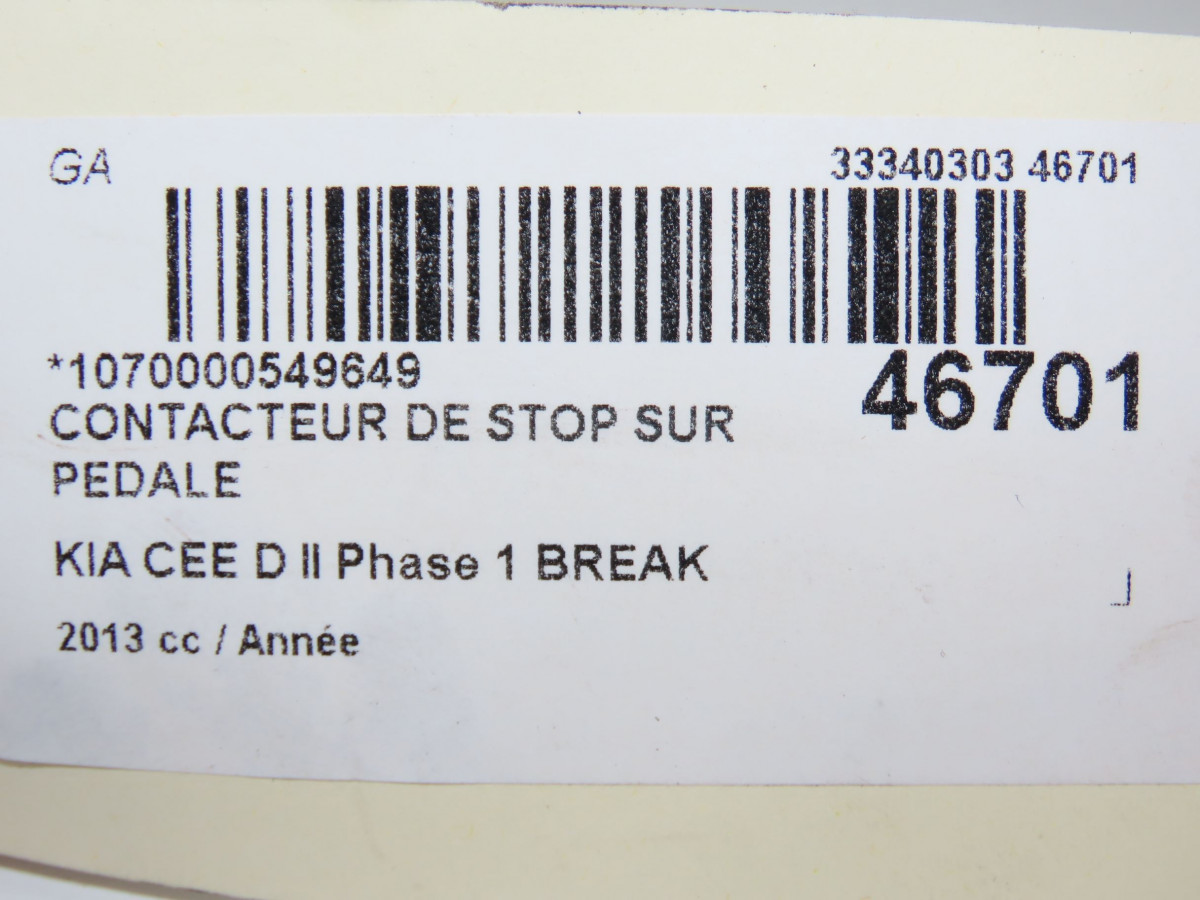 GA
33340303 46701
*1070000549649
46701
CONTACTEUR DE STOP SUR
PEDALE
KIA CEE D II Phase 1 BREAK
2013 cc / Année